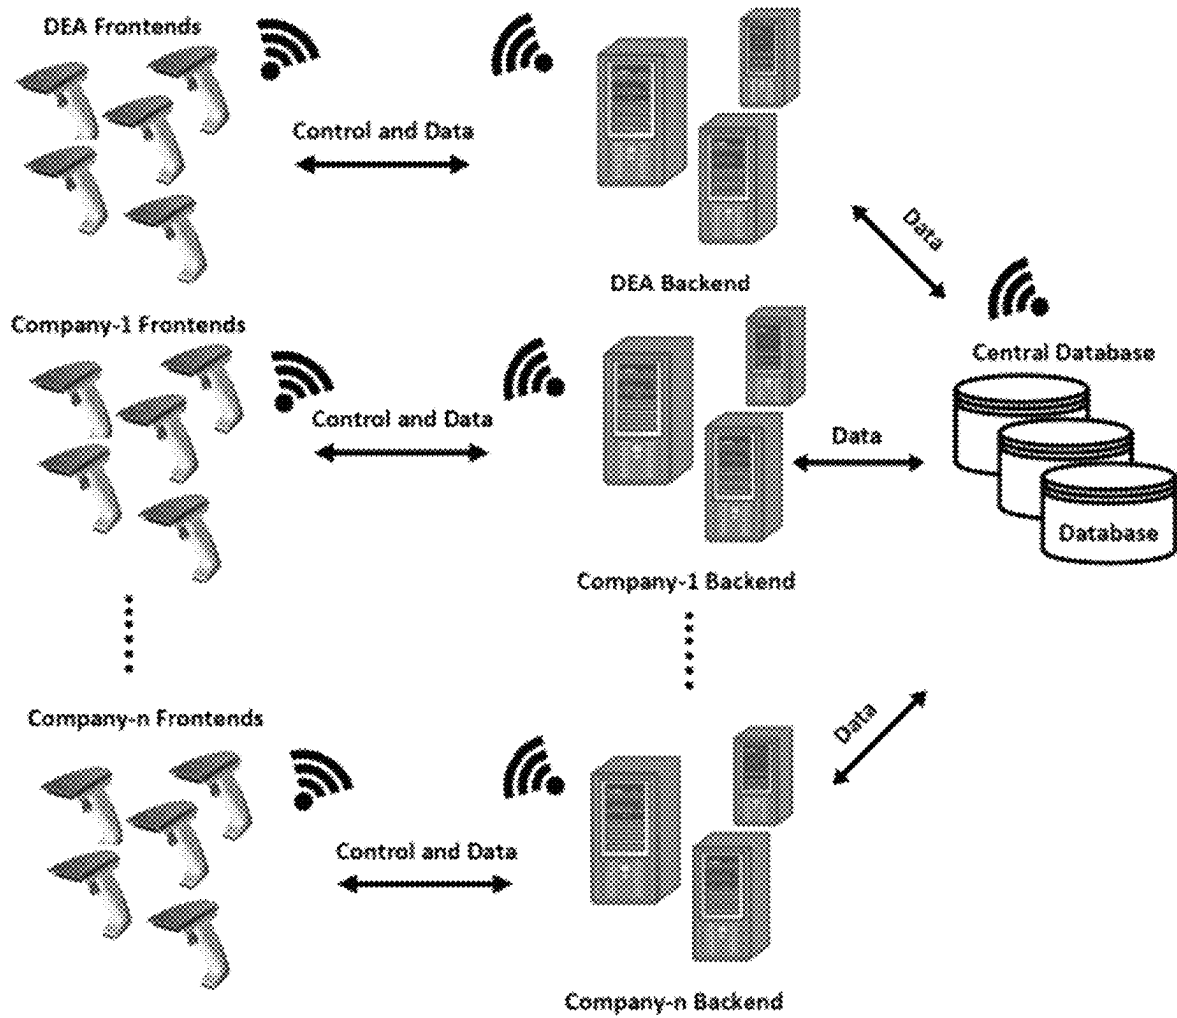 DEA Frontends
Control and Data
DEA Backend
Data
Company-1 Frontends
Control and Data
Company-1 Backend
Data
Central Database
Database
Company-n Frontends
Control and Data
Company-n Backend
Data